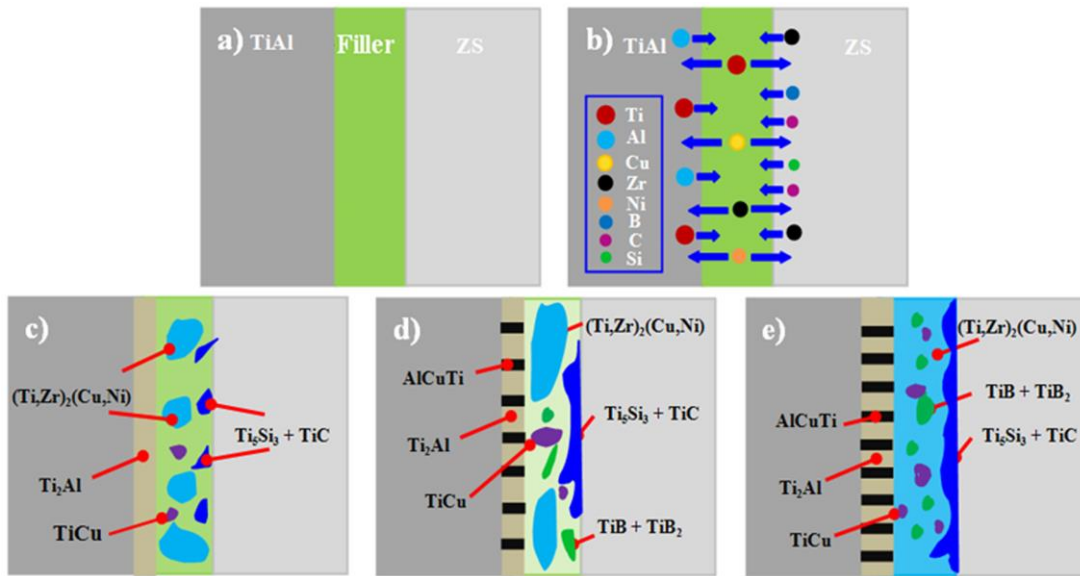 a) TiAl Filler ZS
b) TiAl ZS
Ti
Al
Cu
Zr
Ni
B
C
Si
c)
(Ti,Zr)₂(Cu,Ni)
Ti₅Si₃ + TiC
Ti₂Al
TiCu
d)
(Ti,Zr)₂(Cu,Ni)
AlCuTi
Ti₅Si₃ + TiC
Ti₂Al
TiCu
TiB + TiB₂
e)
(Ti,Zr)₂(Cu,Ni)
TiB + TiB₂
AlCuTi
Ti₅Si₃ + TiC
Ti₂Al
TiCu